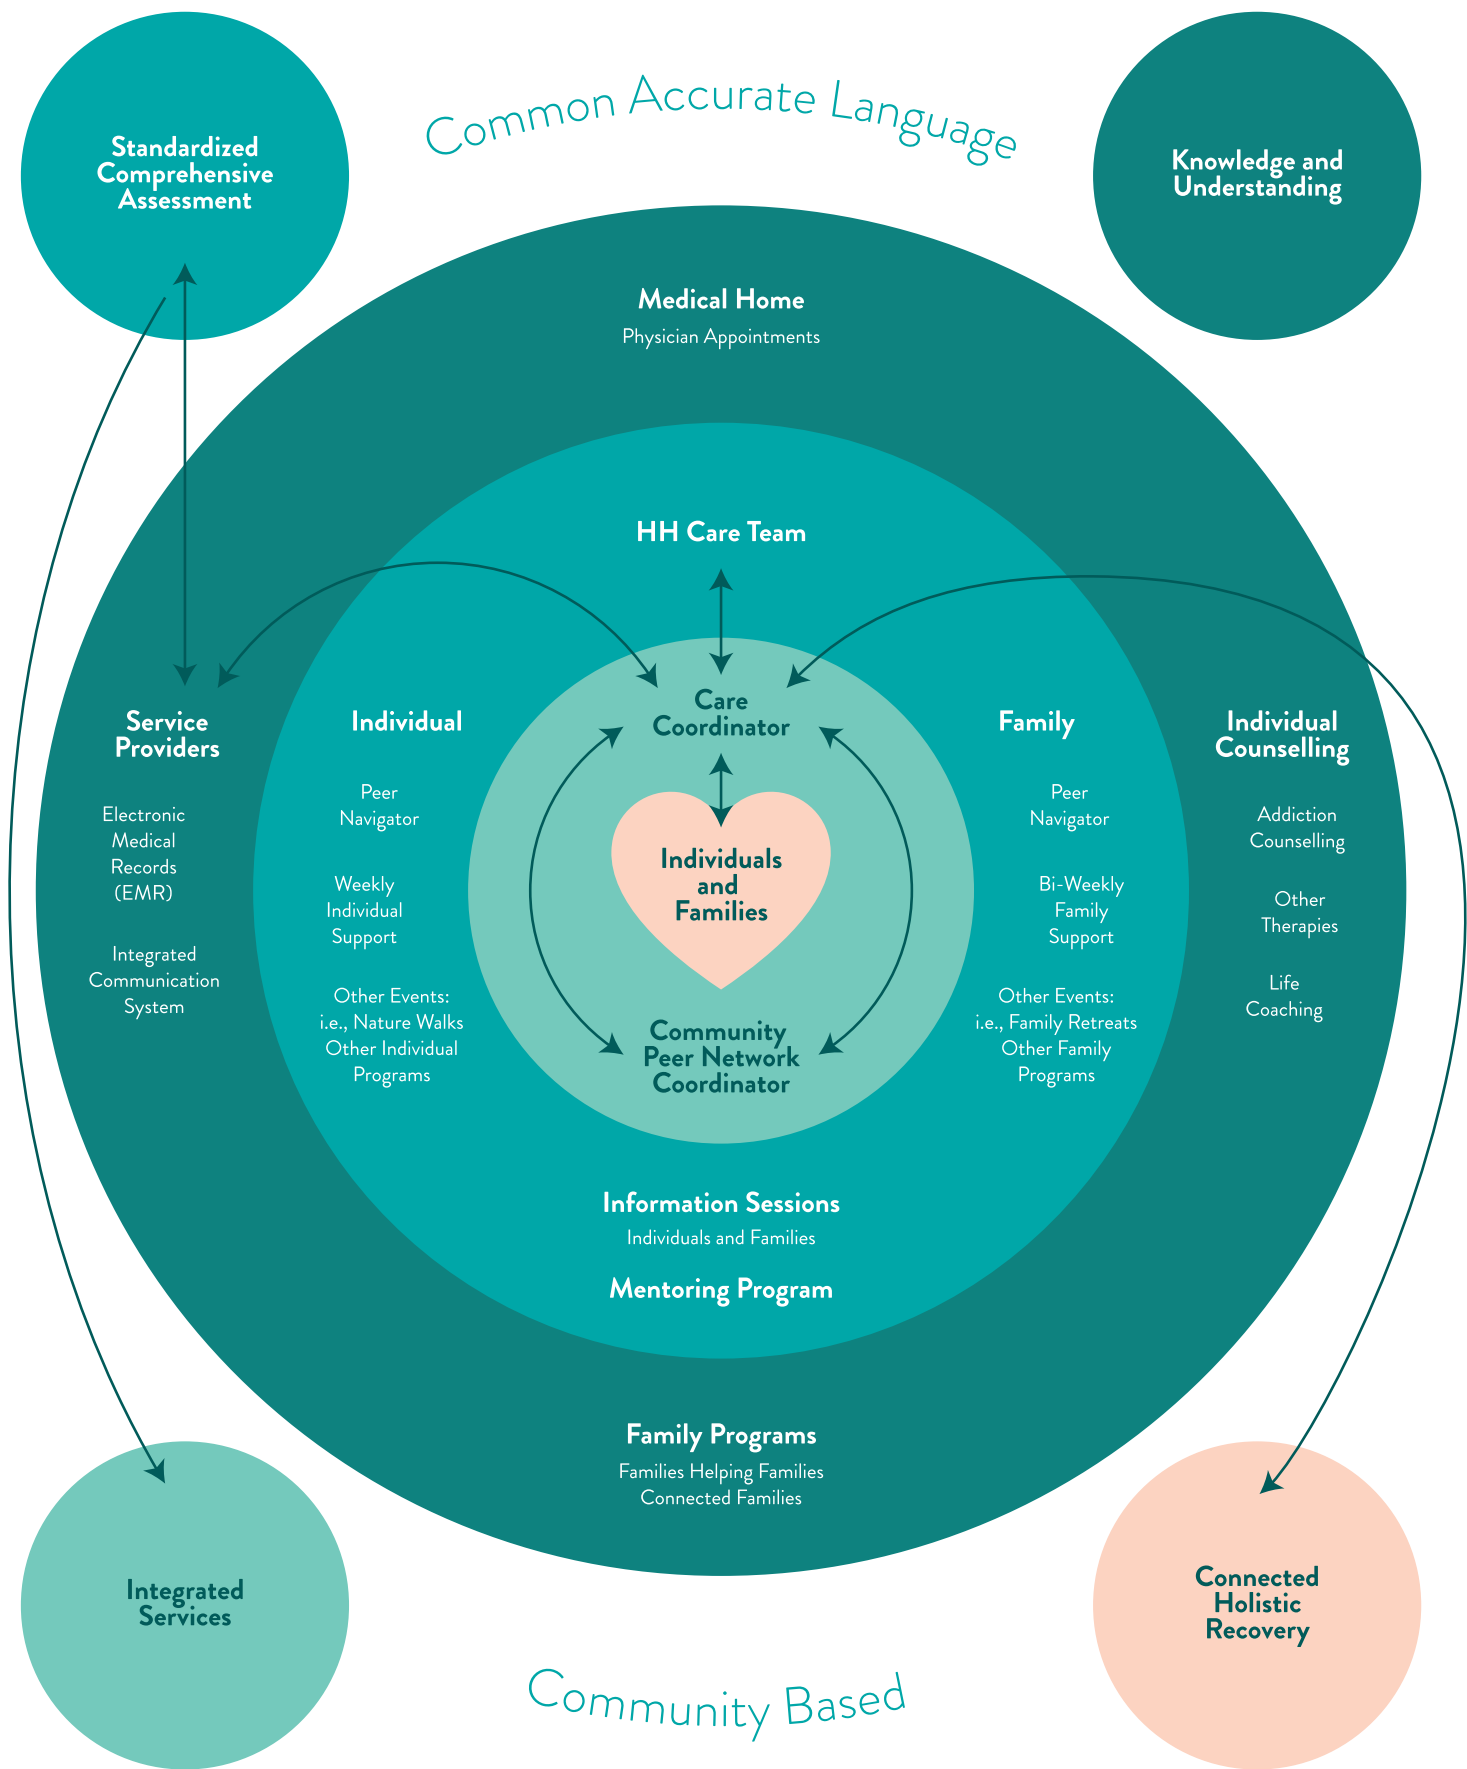 Common Accurate Language
Standardized
Comprehensive
Assessment
Knowledge and
Understanding
Medical Home
Physician Appointments
HH Care Team
Care
Coordinator
Service
Providers
Electronic
Medical
Records
(EMR)
Integrated
Communication
System
Individual
Peer
Navigator
Weekly
Individual
Support
Other Events:
i.e., Nature Walks
Other Individual
Programs
Individuals
and
Families
Community
Peer Network
Coordinator
Family
Peer
Navigator
Bi-Weekly
Family
Support
Other Events:
i.e., Family Retreats
Other Family
Programs
Individual
Counselling
Addiction
Counselling
Other
Therapies
Life
Coaching
Information Sessions
Individuals and Families
Mentoring Program
Family Programs
Families Helping Families
Connected Families
Integrated
Services
Connected
Holistic
Recovery
Community Based